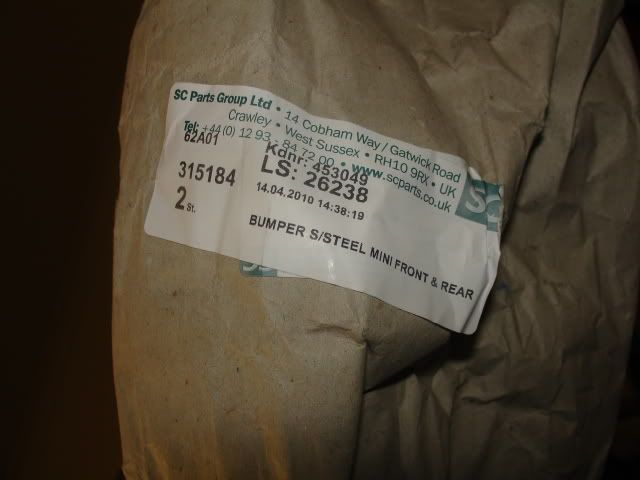 SC Parts Group Ltd • 14 Cobham Way / Gatwick Road
Crawley • West Sussex • RH10 9RX • UK
Tel: +44 (0) 12 93 - 84 72 00 • www.scparts.co.uk
62A01
Kdnr: 453049
315184
LS: 26238
SC
14.04.2010 14:38:19
2 St.
BUMPER S/STEEL MINI FRONT & REAR